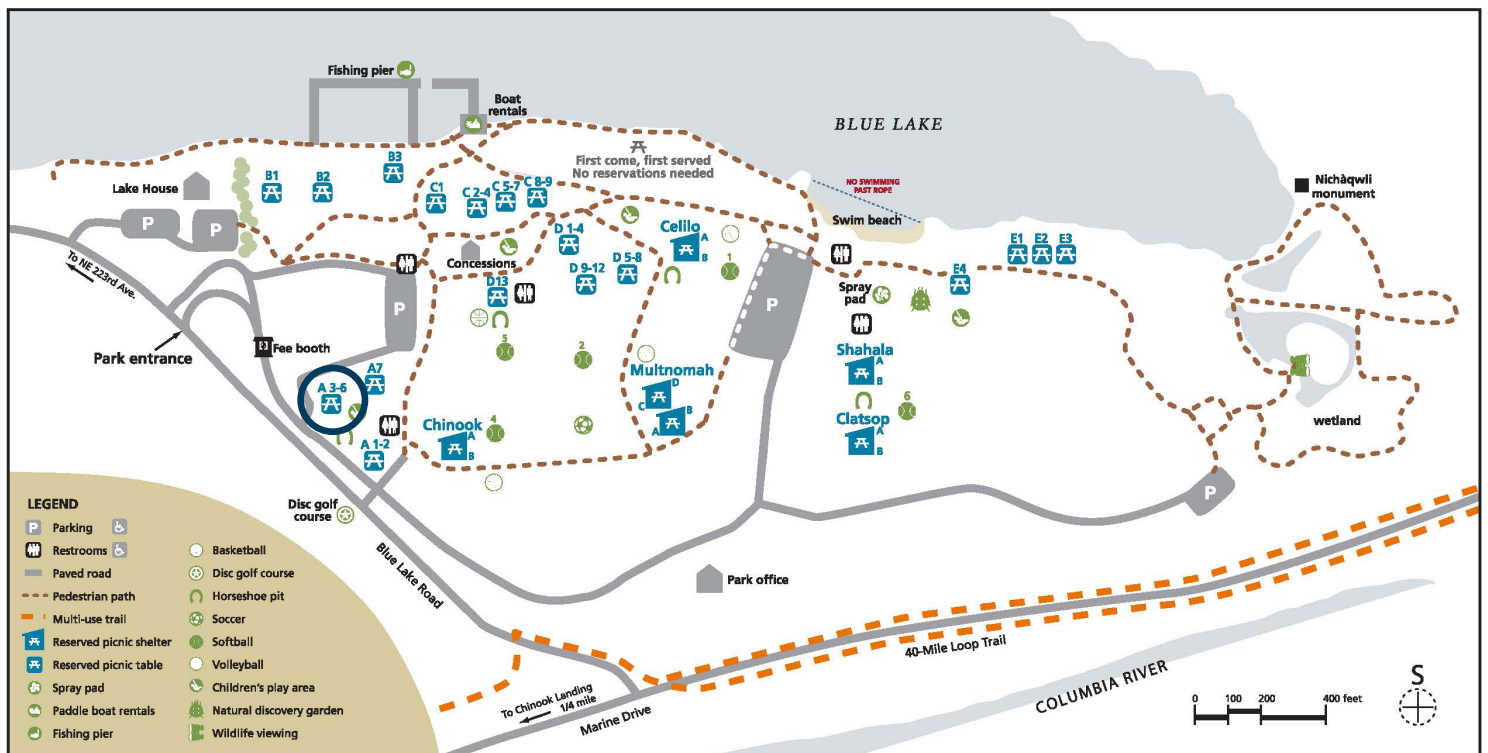 Fishing pier
Boat
rentals
BLUE LAKE
First come, first served
No reservations needed
NO SWIMMING
PAST ROPE
Swim beach
Nichàqwli
monument
Lake House
B1
B2
B3
C1
C 2-4
C 5-7
C 8-9
P
P
To NE 223rd Ave.
Concessions
D 1-4
D 9-12
D 5-8
D13
Celilo
A
B
1
P
P
E1
E2
E3
E4
Spray
pad
Park entrance
Fee booth
5
2
A 3-6
A7
A 1-2
Chinook
A
B
4
Multnomah
D
C
B
A
Shahala
A
B
6
Clatsop
A
B
wetland
P
Disc golf
course
Blue Lake Road
Park office
40-Mile Loop Trail
To Chinook Landing
1/4 mile
Marine Drive
COLUMBIA RIVER
0 100 200 400 feet
S
LEGEND
P Parking
Restrooms
Paved road
Pedestrian path
Multi-use trail
Reserved picnic shelter
Reserved picnic table
Spray pad
Paddle boat rentals
Fishing pier
Basketball
Disc golf course
Horseshoe pit
Soccer
Softball
Volleyball
Children's play area
Natural discovery garden
Wildlife viewing